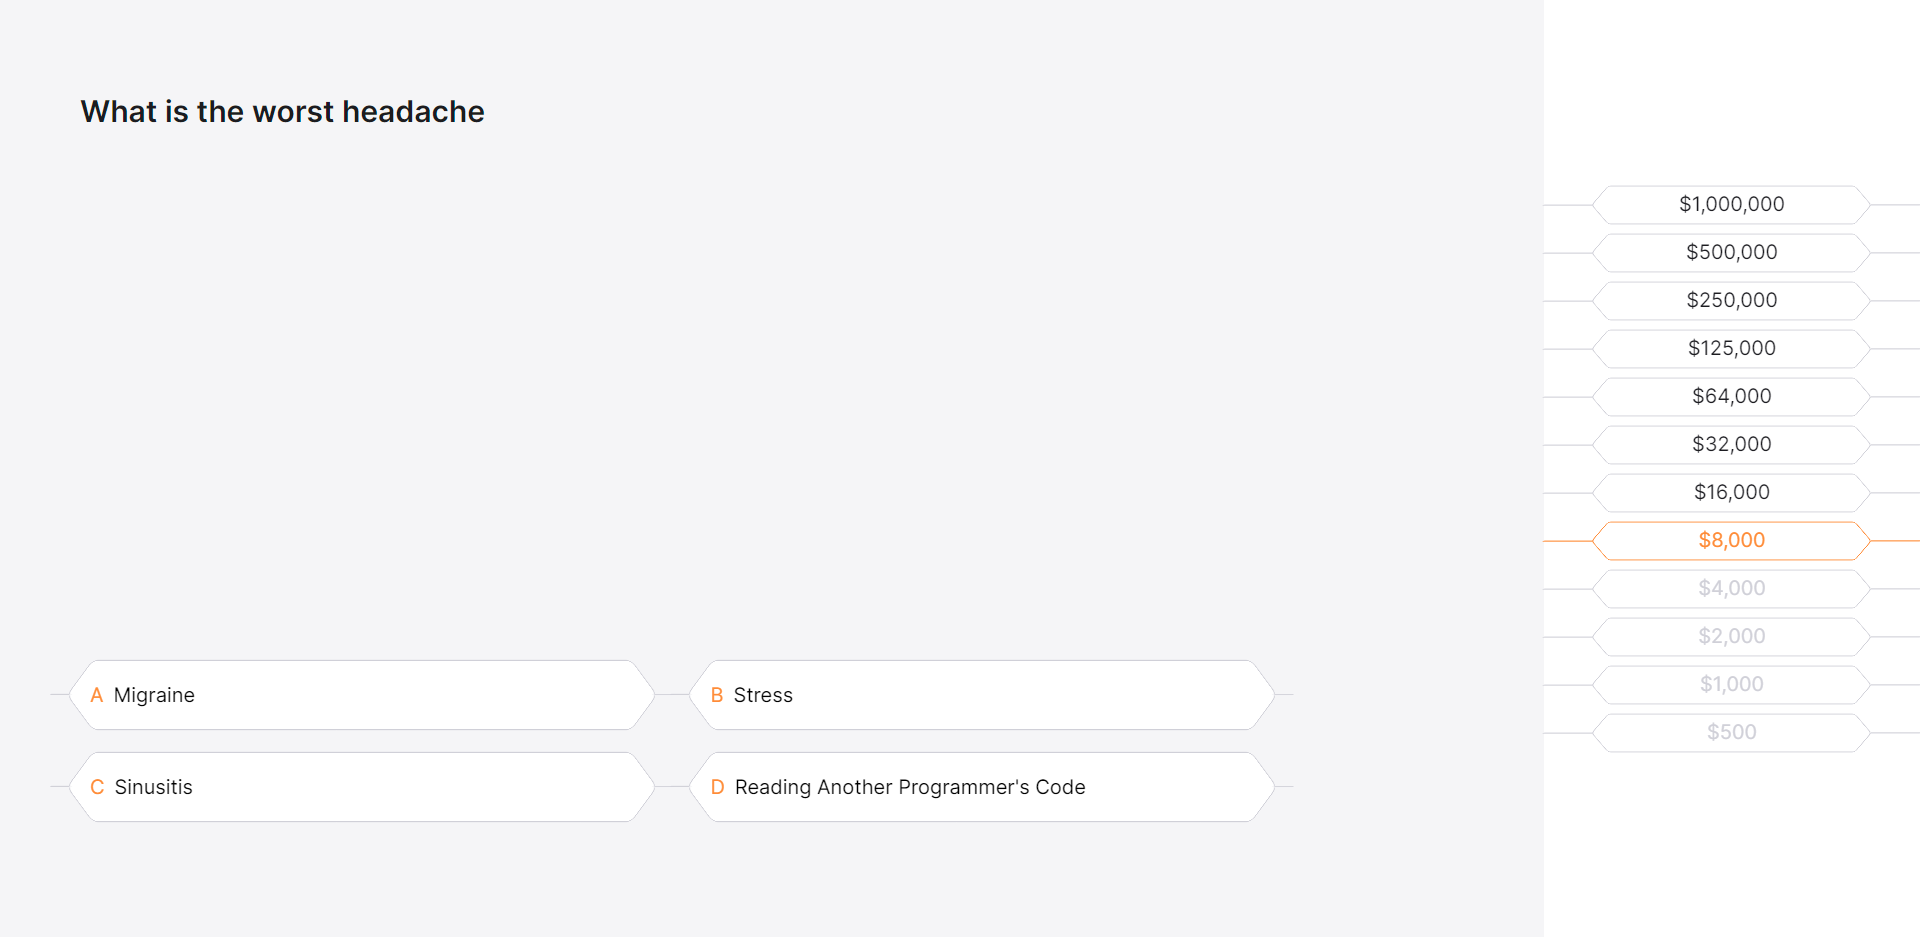 What is the worst headache
A Migraine
B Stress
C Sinusitis
D Reading Another Programmer's Code
$1,000,000
$500,000
$250,000
$125,000
$64,000
$32,000
$16,000
$8,000
$4,000
$2,000
$1,000
$500